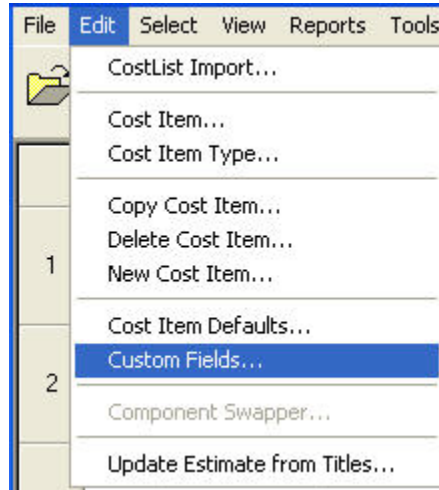 File Edit Select View Reports Tools
CostList Import...
Cost Item...
Cost Item Type...
Copy Cost Item...
Delete Cost Item...
1
New Cost Item...
Cost Item Defaults...
Custom Fields...
2
Component Swapper...
Update Estimate from Titles...